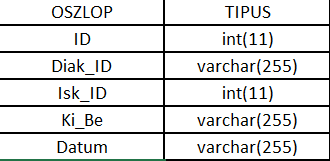 OSZLOP TIPUS
ID int(11)
Diak_ID varchar(255)
Isk_ID int(11)
Ki_Be varchar(255)
Datum varchar(255)